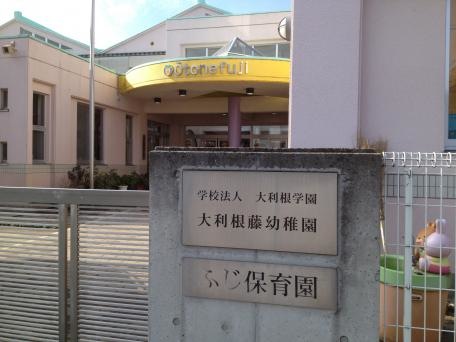 Otonefuji
学校法人 大利根学園
大利根藤幼稚園
ふじ保育園